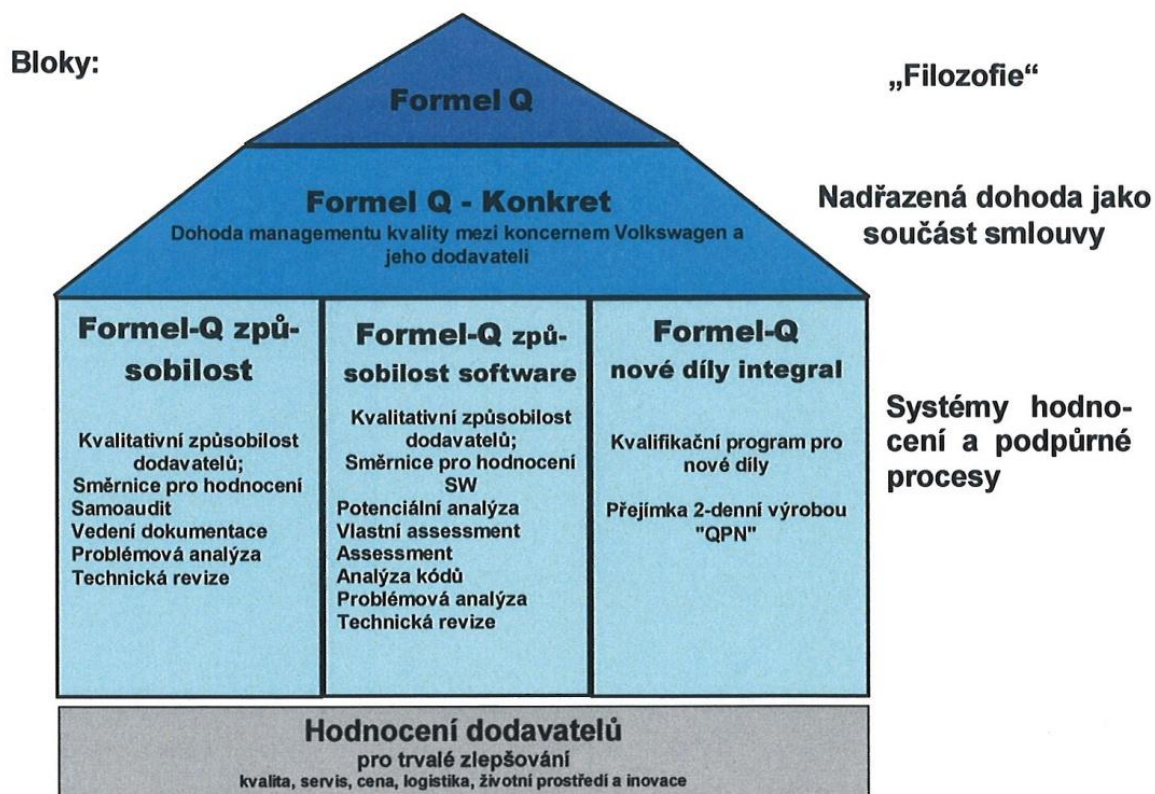 Bloky:
„Filozofie“
Formel Q
Formel Q - Konkret
Dohoda managementu kvality mezi koncernem Volkswagen a
jeho dodavateli
Nadřazená dohoda jako
součást smlouvy
Formel-Q způ-
sobilost
Kvalitativní způsobilost
dodavatelů;
Směrnice pro hodnocení
Samoaudit
Vedení dokumentace
Problémová analýza
Technická revize
Formel-Q způ-
sobilost software
Kvalitativní způsobilost
dodavatelů;
Směrnice pro hodnocení
SW
Potenciální analýza
Vlastní assessment
Assessment
Analýza kódů
Problémová analýza
Technická revize
Formel-Q
nové díly integral
Kvalifikační program pro
nové díly
Přejímka 2-denní výrobou
"QPN"
Systémy hodno-
cení a podpůrné
procesy
Hodnocení dodavatelů
pro trvalé zlepšování
kvalita, servis, cena, logistika, životní prostředí a inovace